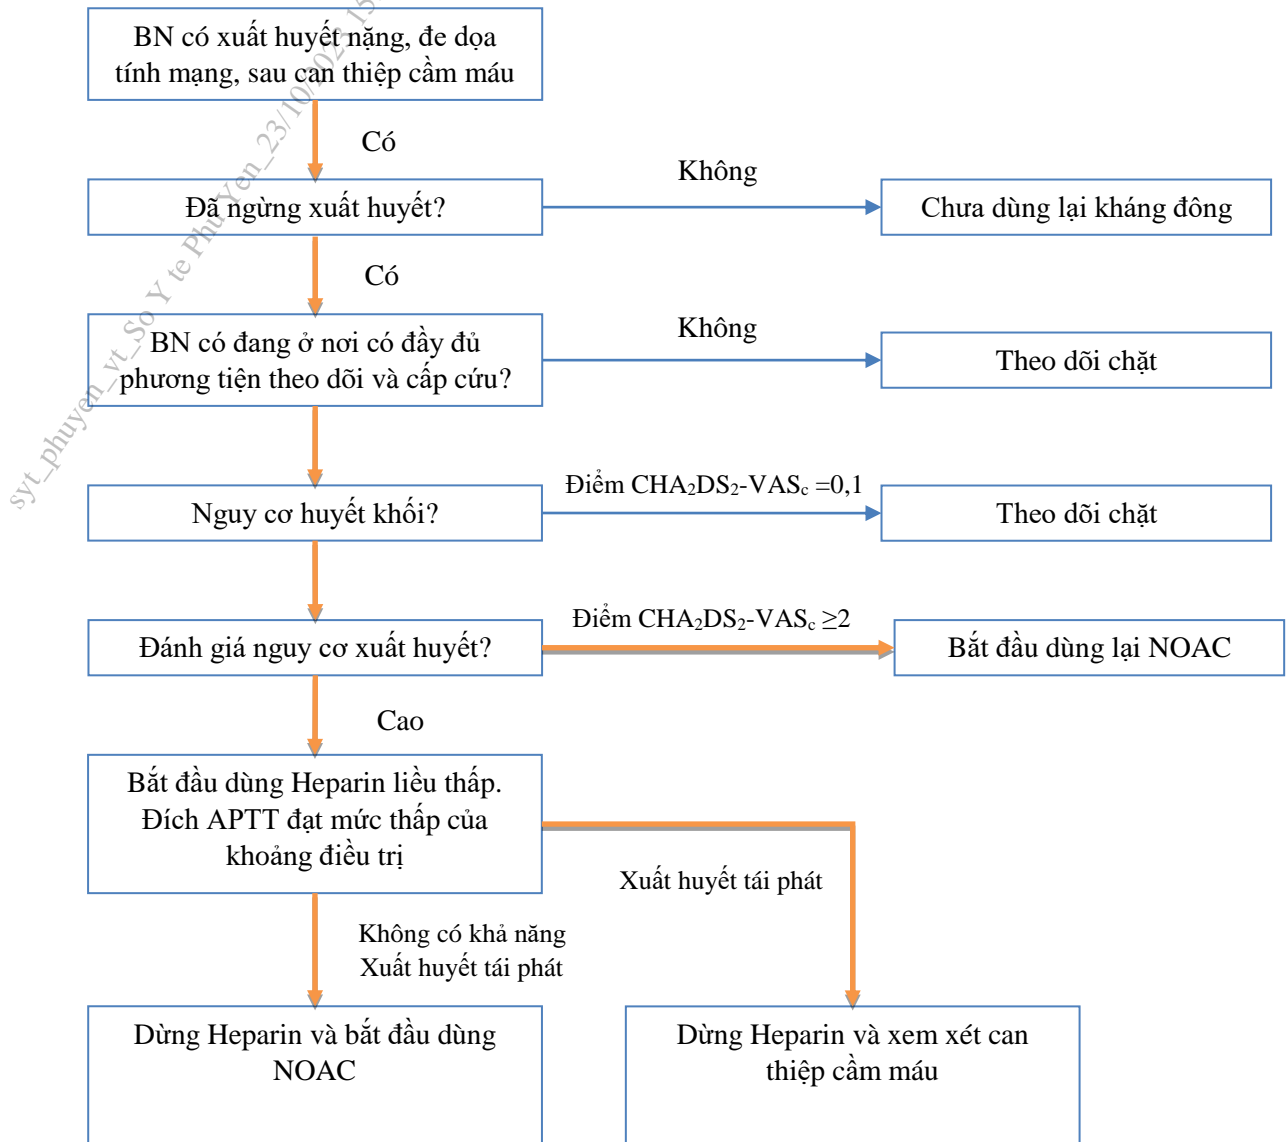 BN có xuất huyết nặng, đe dọa
tính mạng, sau can thiệp cầm máu
Có
Đã ngừng xuất huyết?
Không
Chưa dùng lại kháng đông
Có
BN có đang ở nơi có đầy đủ
phương tiện theo dõi và cấp cứu?
Không
Theo dõi chặt
Nguy cơ huyết khối?
Điểm CHA₂DS₂-VASc =0,1
Theo dõi chặt
Đánh giá nguy cơ xuất huyết?
Điểm CHA₂DS₂-VASc ≥2
Bắt đầu dùng lại NOAC
Cao
Bắt đầu dùng Heparin liều thấp.
Đích APTT đạt mức thấp của
khoảng điều trị
Xuất huyết tái phát
Không có khả năng
Xuất huyết tái phát
Dừng Heparin và bắt đầu dùng
NOAC
Dừng Heparin và xem xét can
thiệp cầm máu
syt_phuyen_vt_So Y te Phu Yen_23/10/2023